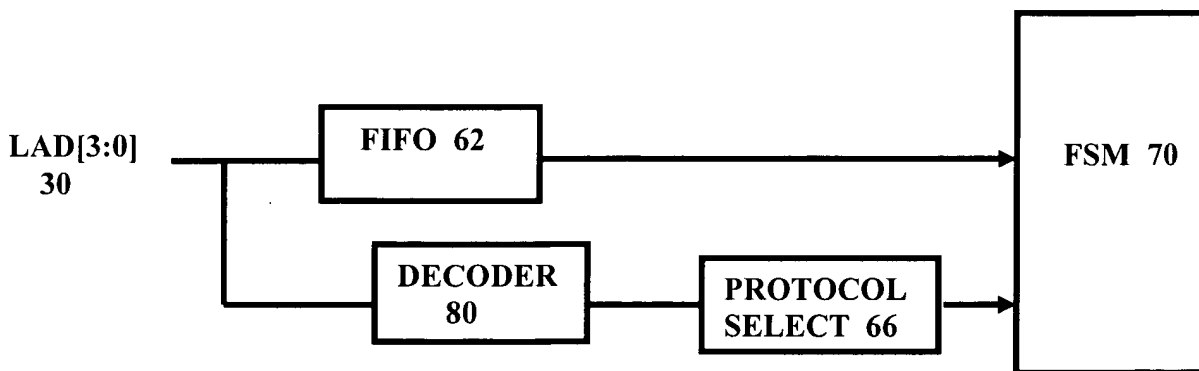 LAD[3:0]
30
FIFO 62
FSM 70
DECODER
80
PROTOCOL
SELECT 66